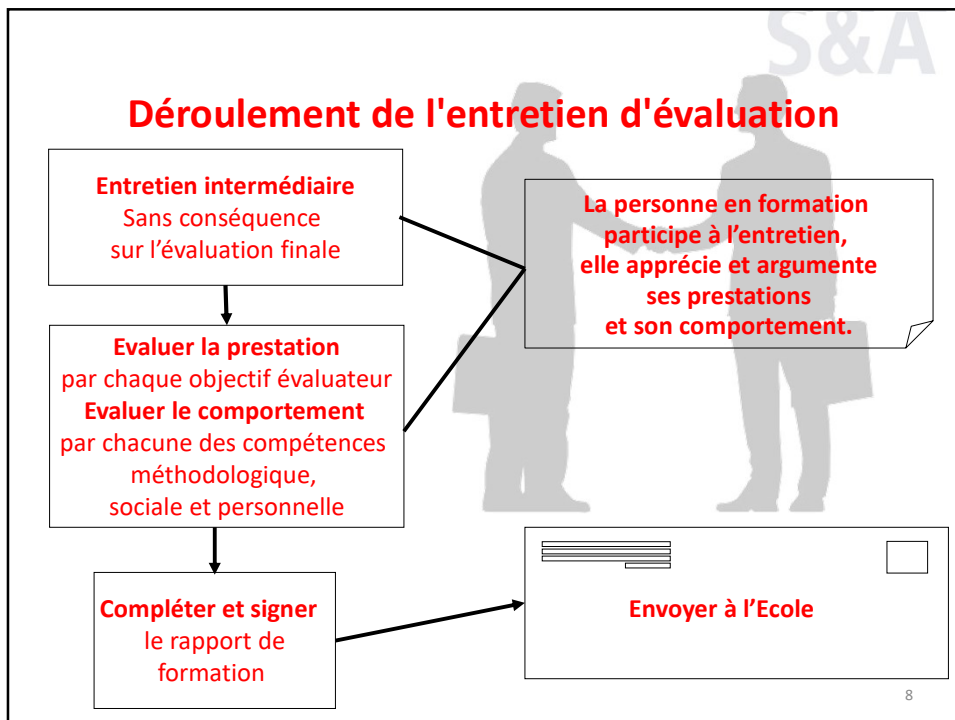 S&A
Déroulement de l'entretien d'évaluation
Entretien intermédiaire
Sans conséquence
sur l’évaluation finale
La personne en formation
participe à l’entretien,
elle apprécie et argumente
ses prestations
et son comportement.
Evaluer la prestation
par chaque objectif évaluateur
Evaluer le comportement
par chacune des compétences
méthodologique,
sociale et personnelle
Compléter et signer
le rapport de
formation
Envoyer à l’Ecole
8